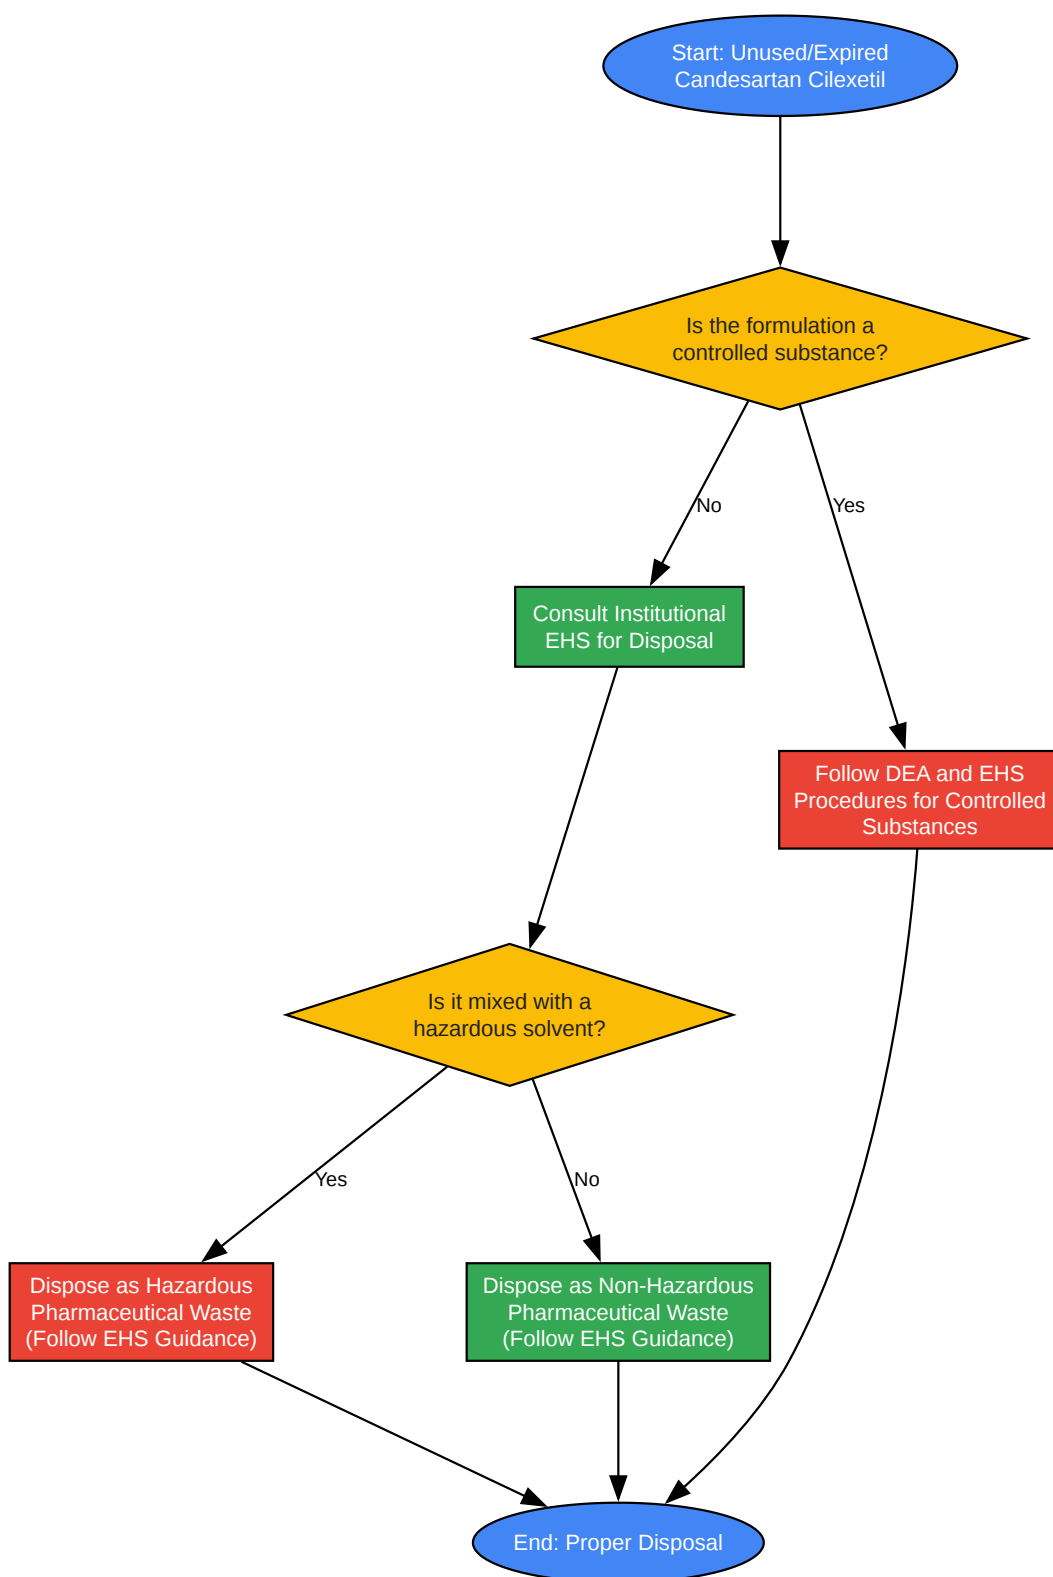 Start: Unused/Expired
Candesartan Cilexetil
Is the formulation a
controlled substance?
No
Yes
Consult Institutional
EHS for Disposal
Follow DEA and EHS
Procedures for Controlled
Substances
Is it mixed with a
hazardous solvent?
Yes
No
Dispose as Hazardous
Pharmaceutical Waste
(Follow EHS Guidance)
Dispose as Non-Hazardous
Pharmaceutical Waste
(Follow EHS Guidance)
End: Proper Disposal